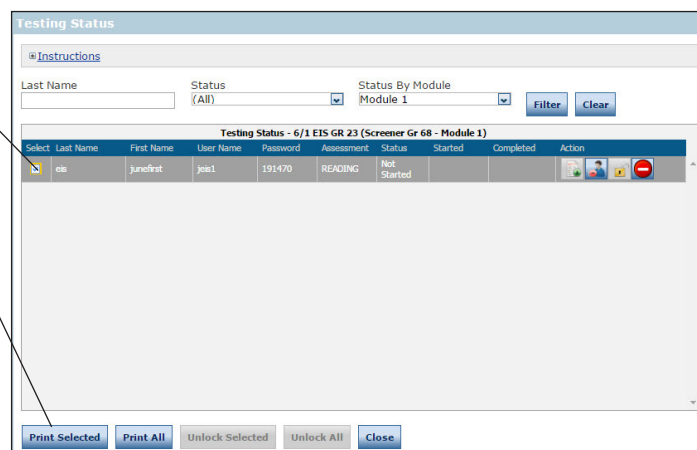 Testing Status
Instructions
Last Name Status Status By Module
(All) Module 1 Filter Clear
Testing Status - 6/1 EIS GR 23 (Screener Gr 68 - Module 1)
Select Last Name First Name User Name Password Assessment Status Started Completed Action
eis junefirst jeis1 191470 READING Not Started
Print Selected Print All Unlock Selected Unlock All Close